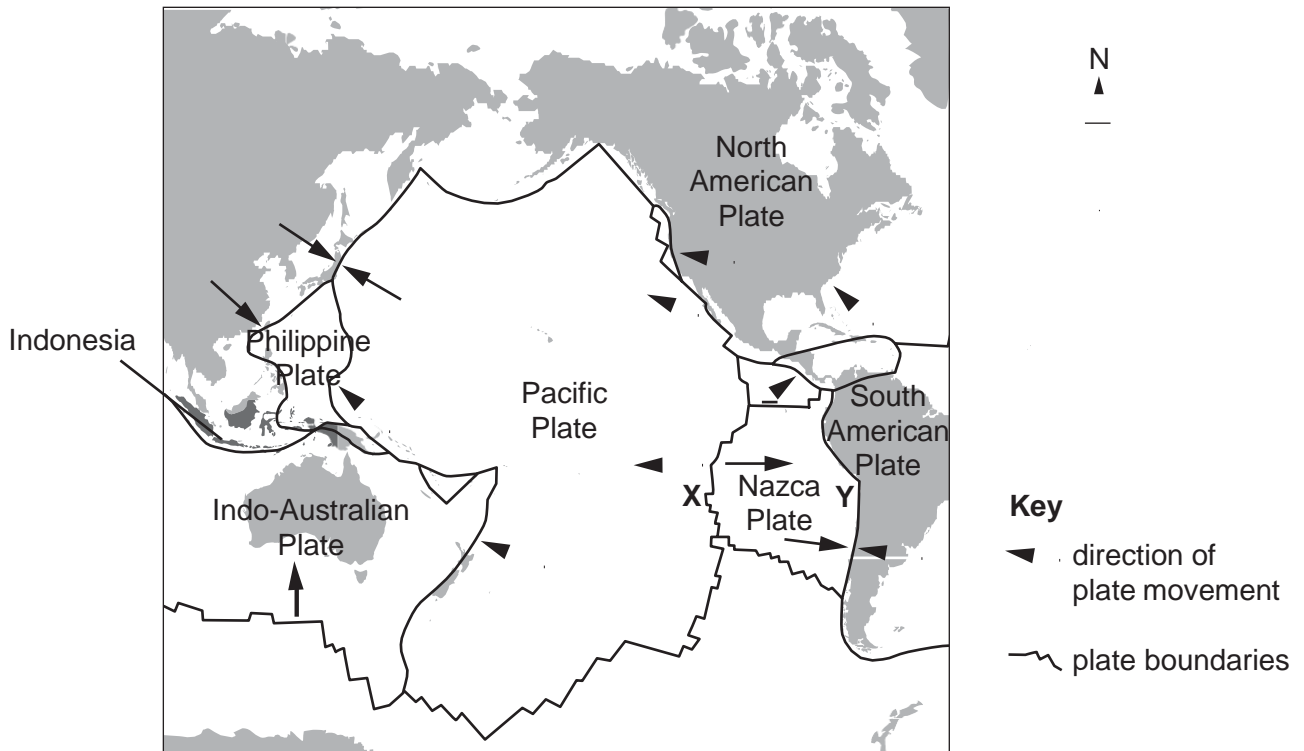 N
North
American
Plate
Indonesia
Philippine
Plate
Pacific
Plate
South
American
Plate
X
Nazca
Plate
Y
Indo-Australian
Plate
Key
direction of
plate movement
plate boundaries